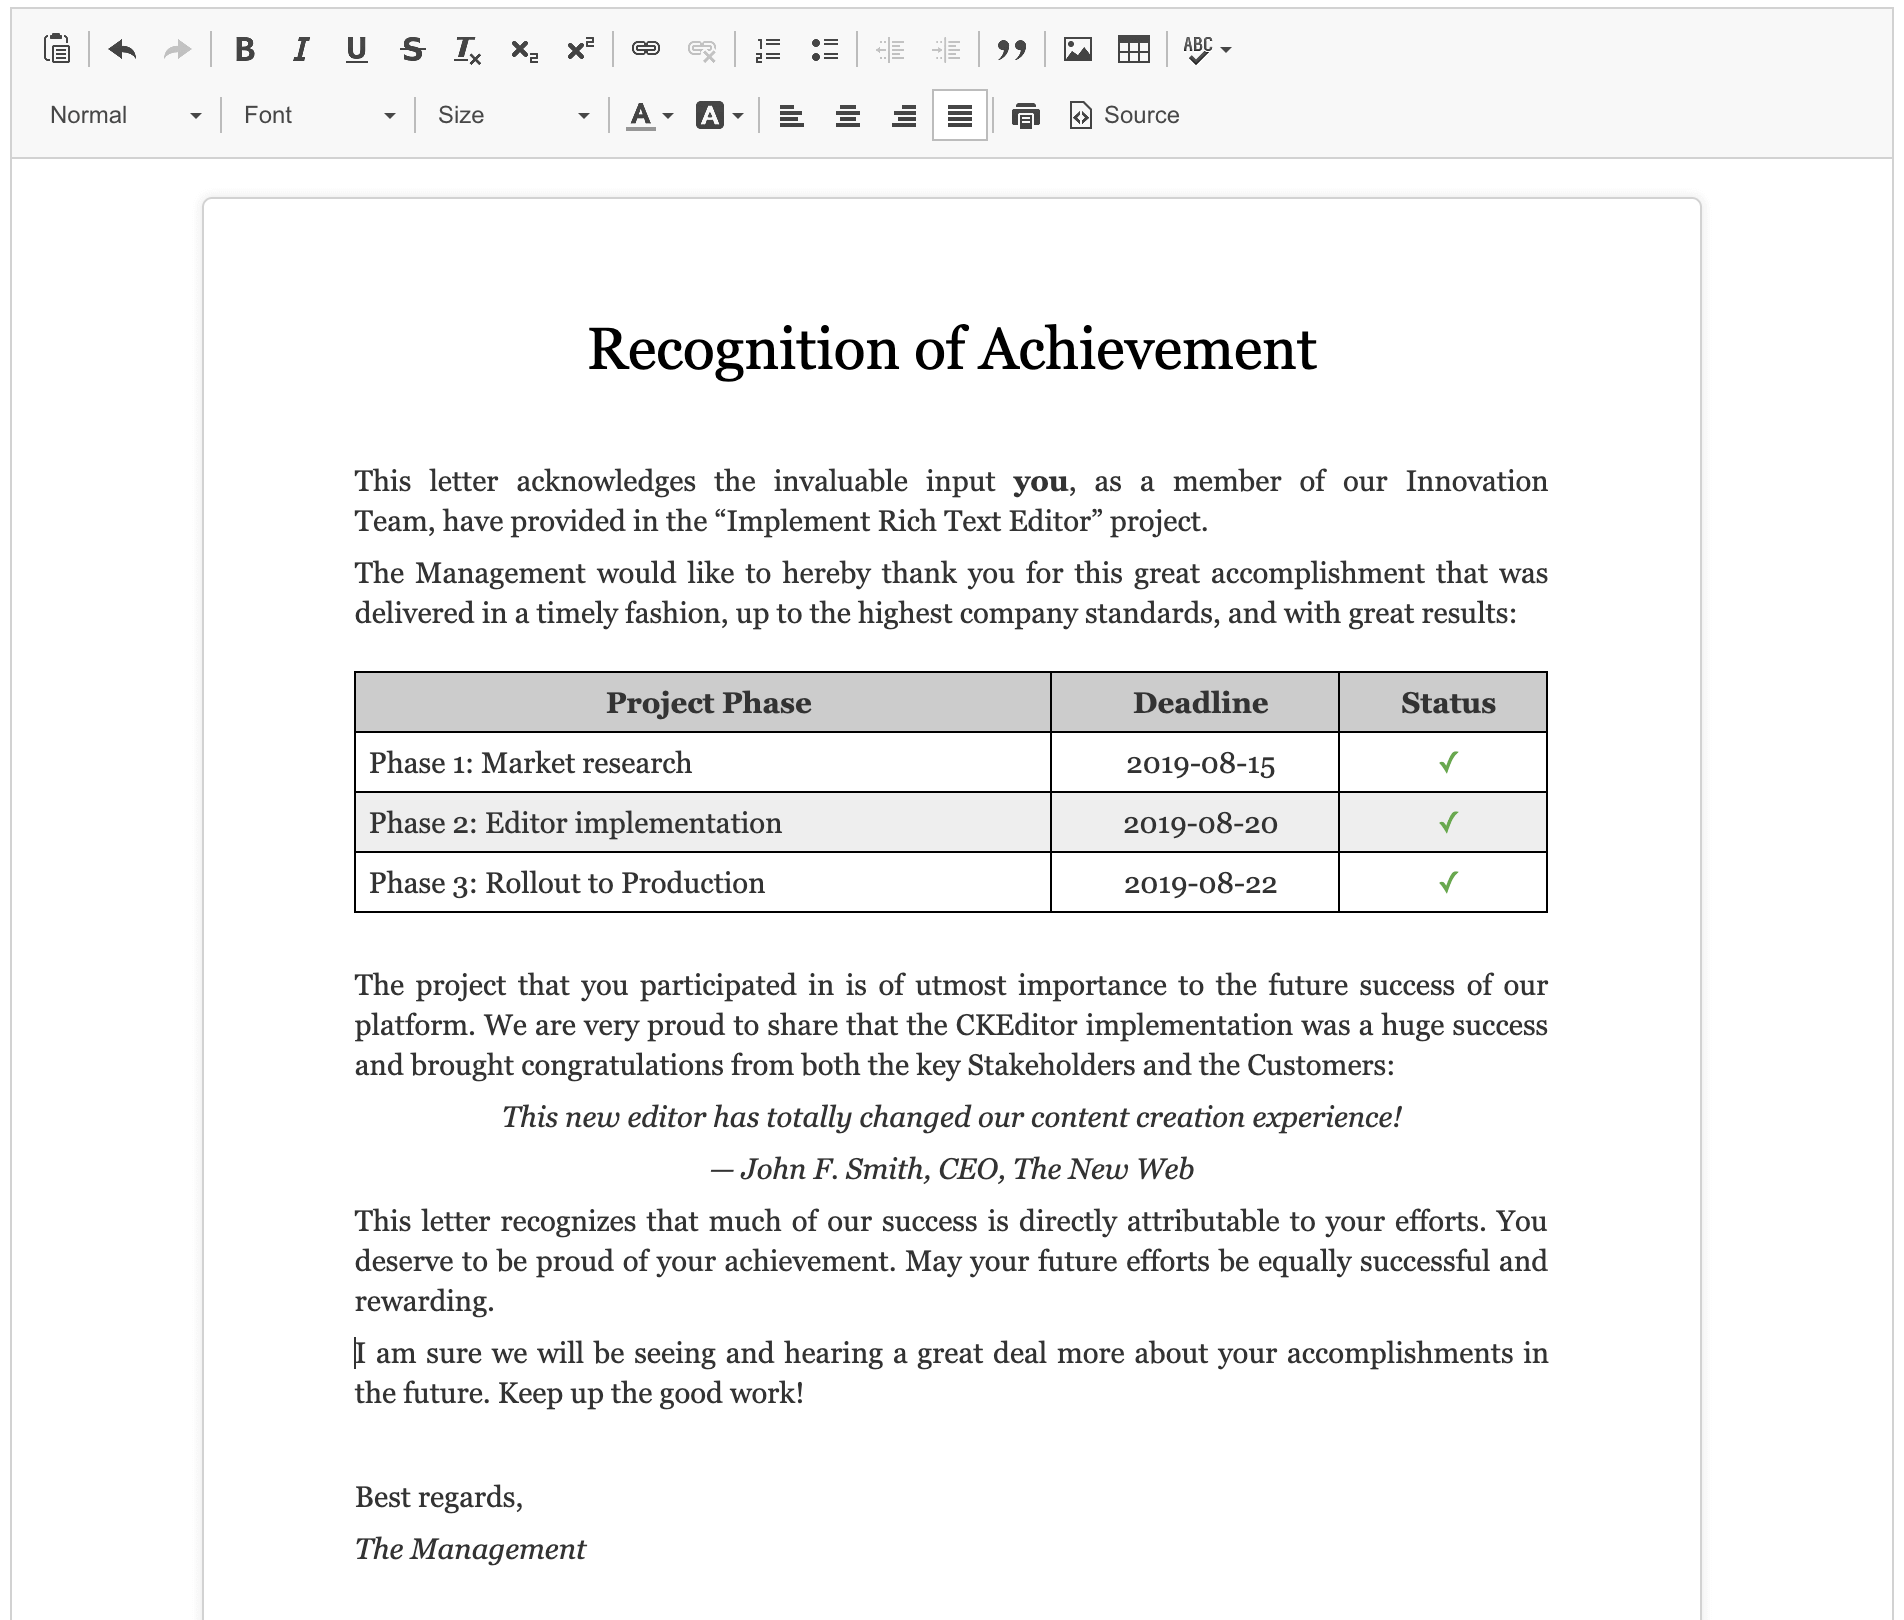 ABC
Normal Font Size A A Source
Recognition of Achievement
This letter acknowledges the invaluable input you, as a member of our Innovation
Team, have provided in the “Implement Rich Text Editor” project.
The Management would like to hereby thank you for this great accomplishment that was
delivered in a timely fashion, up to the highest company standards, and with great results:
Project Phase Deadline Status
Phase 1: Market research 2019-08-15 ✓
Phase 2: Editor implementation 2019-08-20 ✓
Phase 3: Rollout to Production 2019-08-22 ✓
The project that you participated in is of utmost importance to the future success of our
platform. We are very proud to share that the CKEditor implementation was a huge success
and brought congratulations from both the key Stakeholders and the Customers:
This new editor has totally changed our content creation experience!
— John F. Smith, CEO, The New Web
This letter recognizes that much of our success is directly attributable to your efforts. You
deserve to be proud of your achievement. May your future efforts be equally successful and
rewarding.
I am sure we will be seeing and hearing a great deal more about your accomplishments in
the future. Keep up the good work!
Best regards,
The Management